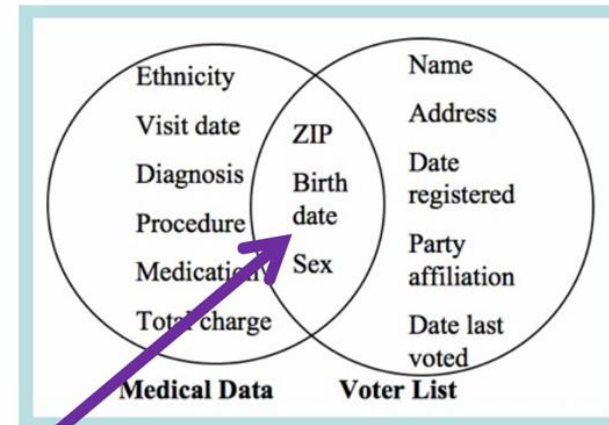 Ethnicity
Visit date
Diagnosis
Procedure
Medication
Total charge
ZIP
Birth
date
Sex
Name
Address
Date
registered
Party
affiliation
Date last
voted
Medical Data
Voter List